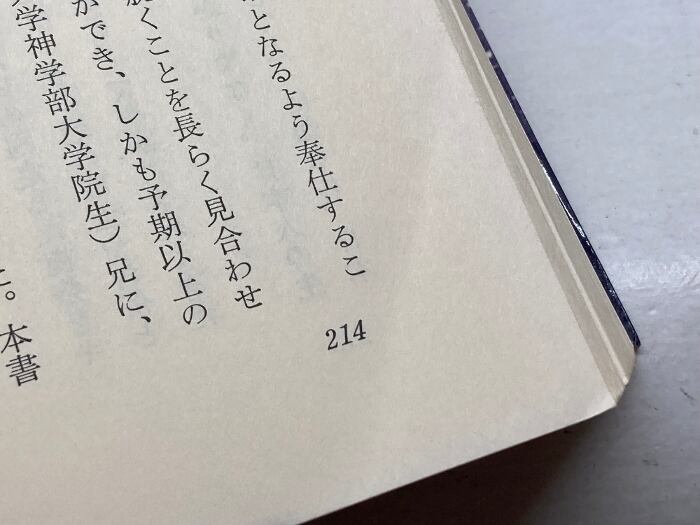 となるよう奉仕するこ
くことを長らく見合わせ
ができ、しかも予期以上の
学神学部大学院生）兄に、
。本書
214